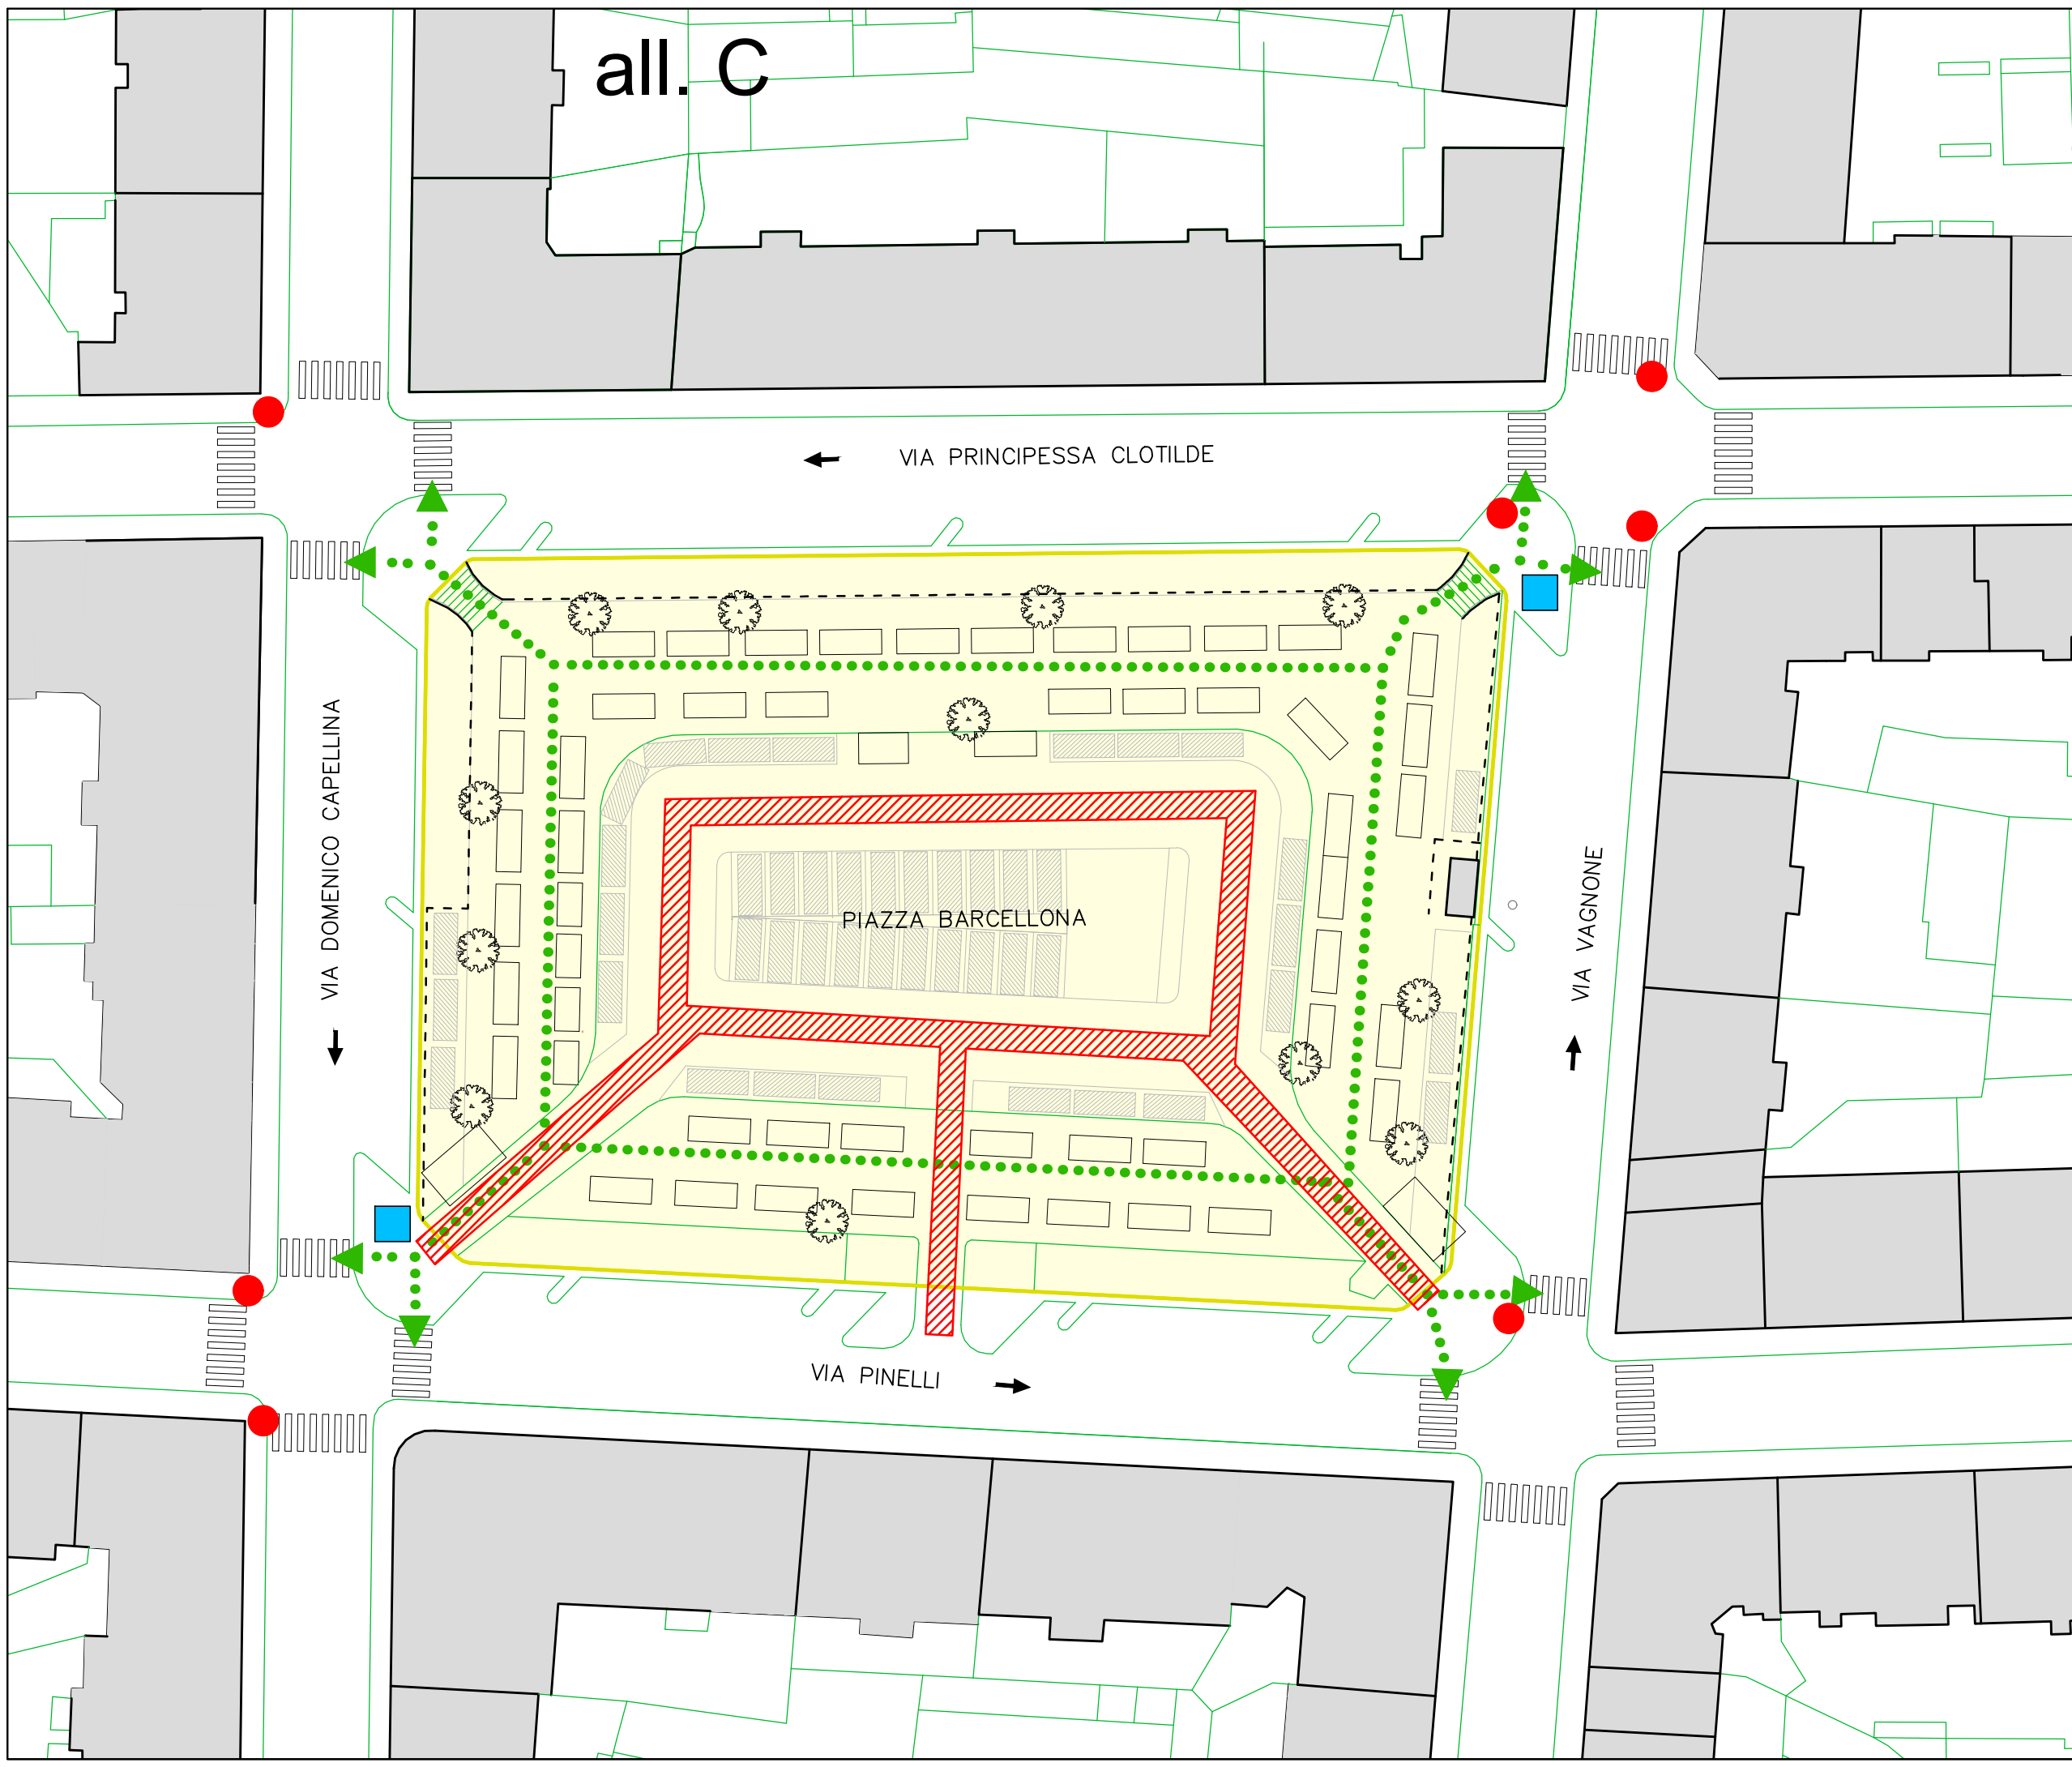 all. C
VIA PRINCIPESSA CLOTILDE
VIA DOMENICO CAPELLINA
PIAZZA BARCELLONA
VIA VAGNONE
VIA PINELLI